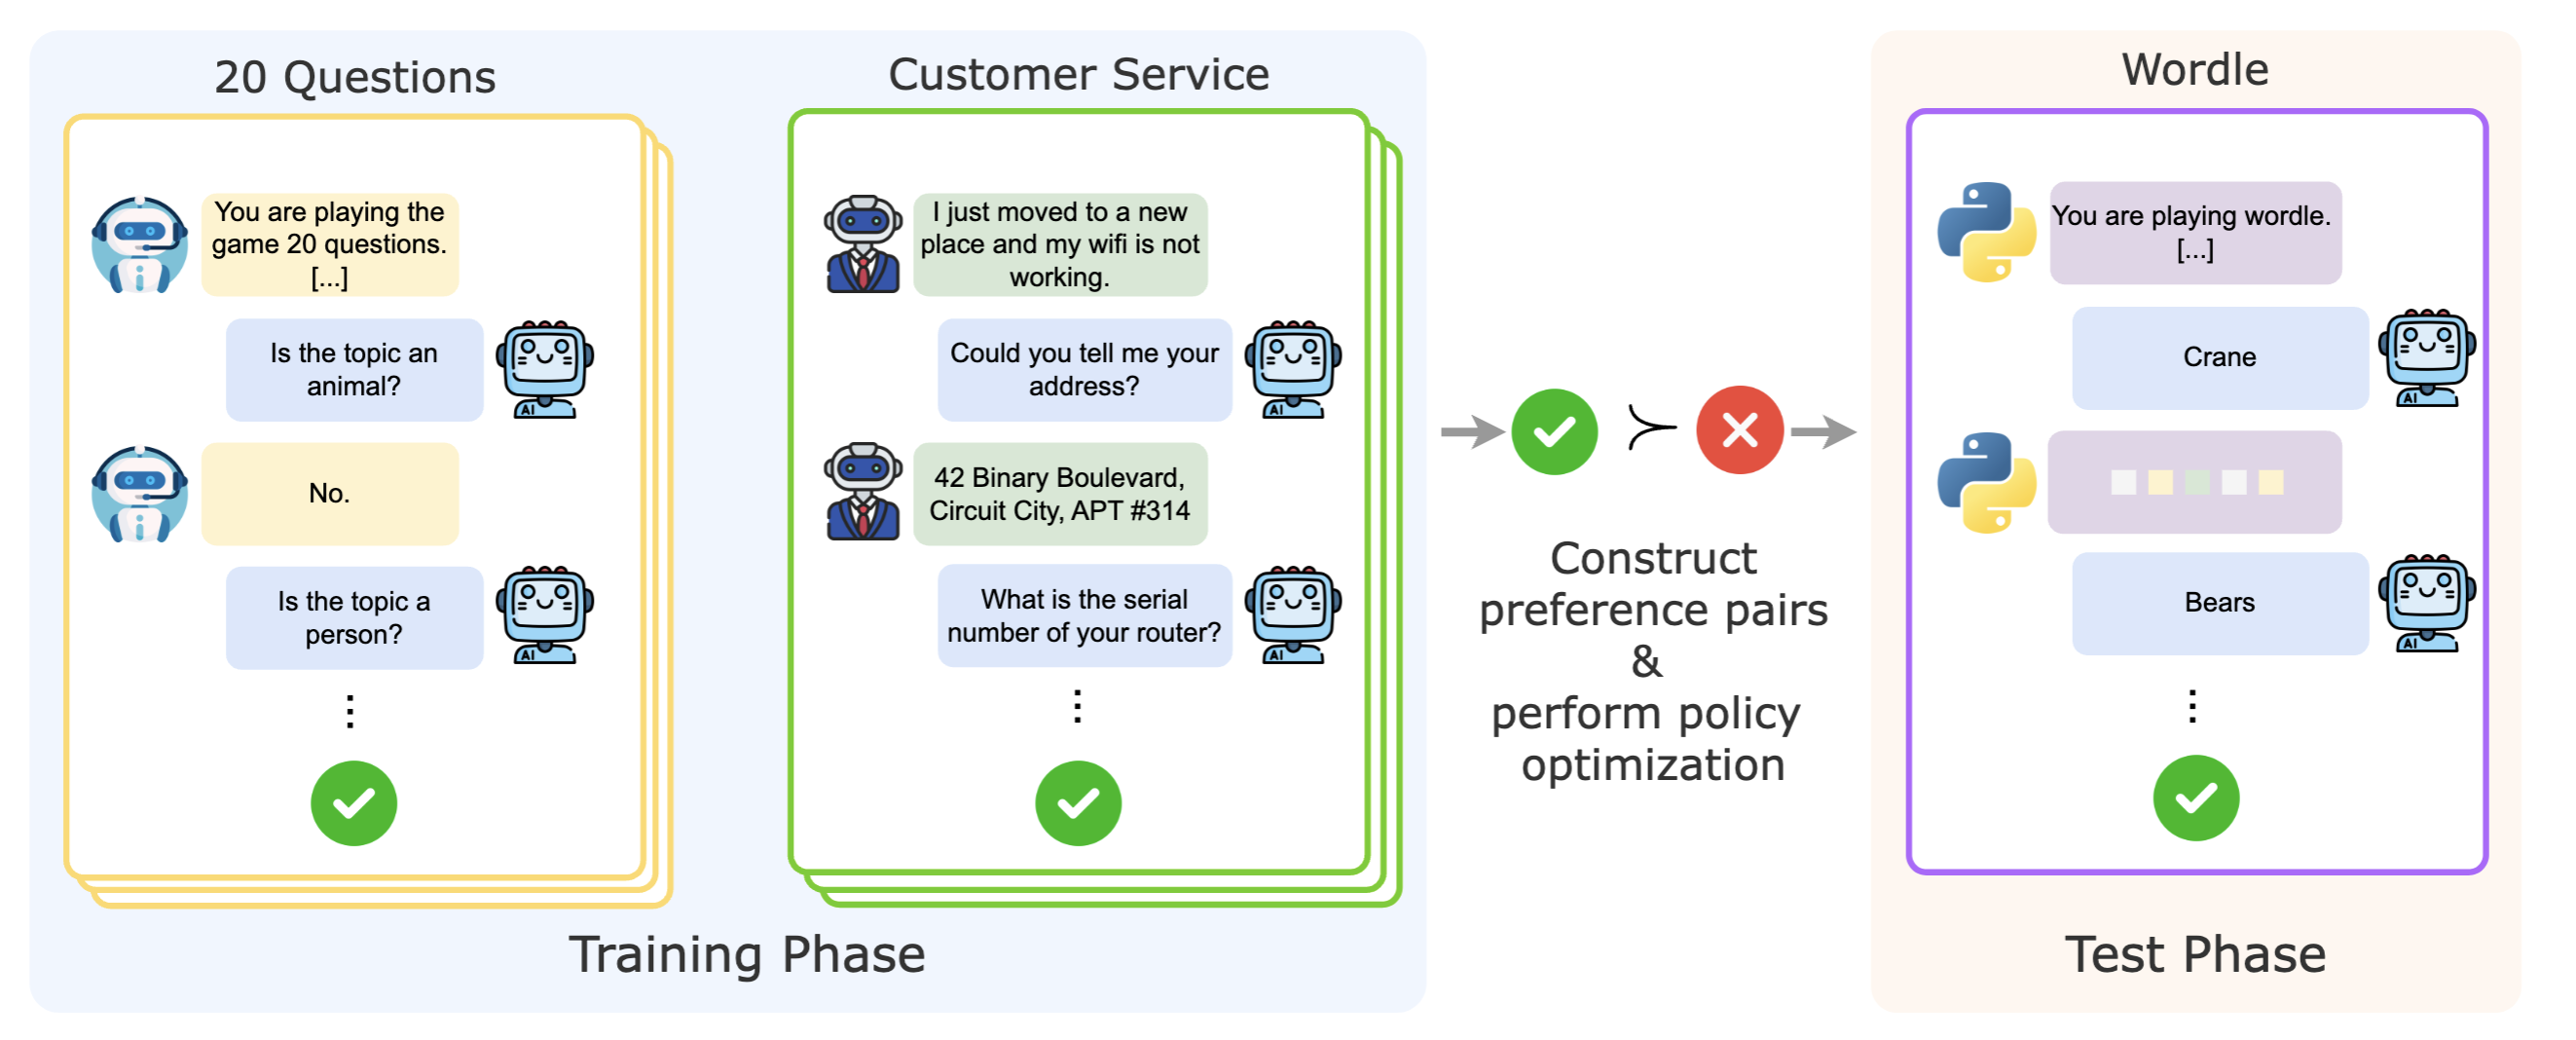 20 Questions
You are playing the
game 20 questions.
[...]
Is the topic an
animal?
AI
No.
Is the topic a
person?
AI
⋮
Customer Service
I just moved to a new
place and my wifi is not
working.
Could you tell me your
address?
AI
42 Binary Boulevard,
Circuit City, APT #314
What is the serial
number of your router?
AI
⋮
Training Phase
≻
Construct
preference pairs
&
perform policy
optimization
Wordle
You are playing wordle.
[...]
Crane
AI
Bears
AI
⋮
Test Phase